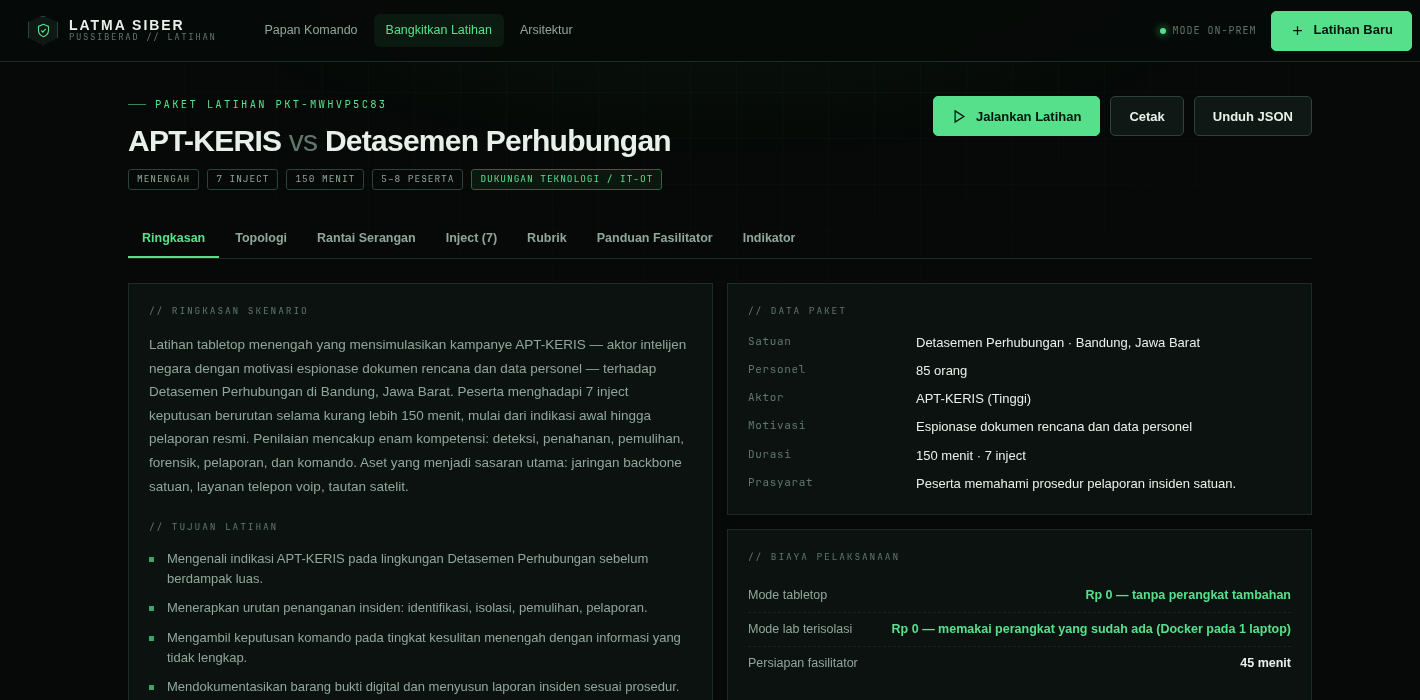 LATMA SIBER
PUSSIBERAD // LATIHAN
Papan Komando
Bangkitkan Latihan
Arsitektur
MODE ON-PREM
+ Latihan Baru
PAKET LATIHAN PKT-MWHVP5C83
APT-KERIS vs Detasemen Perhubungan
MENENGAH
7 INJECT
150 MENIT
5–8 PESERTA
DUKUNGAN TEKNOLOGI / IT-OT
Jalankan Latihan
Cetak
Unduh JSON
Ringkasan
Topologi
Rantai Serangan
Inject (7)
Rubrik
Panduan Fasilitator
Indikator
// RINGKASAN SKENARIO
Latihan tabletop menengah yang mensimulasikan kampanye APT-KERIS — aktor intelijen
negara dengan motivasi espionase dokumen rencana dan data personel — terhadap
Detasemen Perhubungan di Bandung, Jawa Barat. Peserta menghadapi 7 inject
keputusan berurutan selama kurang lebih 150 menit, mulai dari indikasi awal hingga
pelaporan resmi. Penilaian mencakup enam kompetensi: deteksi, penahanan, pemulihan,
forensik, pelaporan, dan komando. Aset yang menjadi sasaran utama: jaringan backbone
satuan, layanan telepon voip, tautan satelit.
// TUJUAN LATIHAN
Mengenali indikasi APT-KERIS pada lingkungan Detasemen Perhubungan sebelum
berdampak luas.
Menerapkan urutan penanganan insiden: identifikasi, isolasi, pemulihan, pelaporan.
Mengambil keputusan komando pada tingkat kesulitan menengah dengan informasi yang
tidak lengkap.
Mendokumentasikan barang bukti digital dan menyusun laporan insiden sesuai prosedur.
// DATA PAKET
Satuan
Detasemen Perhubungan · Bandung, Jawa Barat
Personel
85 orang
Aktor
APT-KERIS (Tinggi)
Motivasi
Espionase dokumen rencana dan data personel
Durasi
150 menit · 7 inject
Prasyarat
Peserta memahami prosedur pelaporan insiden satuan.
// BIAYA PELAKSANAAN
Mode tabletop
Rp 0 — tanpa perangkat tambahan
Mode lab terisolasi
Rp 0 — memakai perangkat yang sudah ada (Docker pada 1 laptop)
Persiapan fasilitator
45 menit